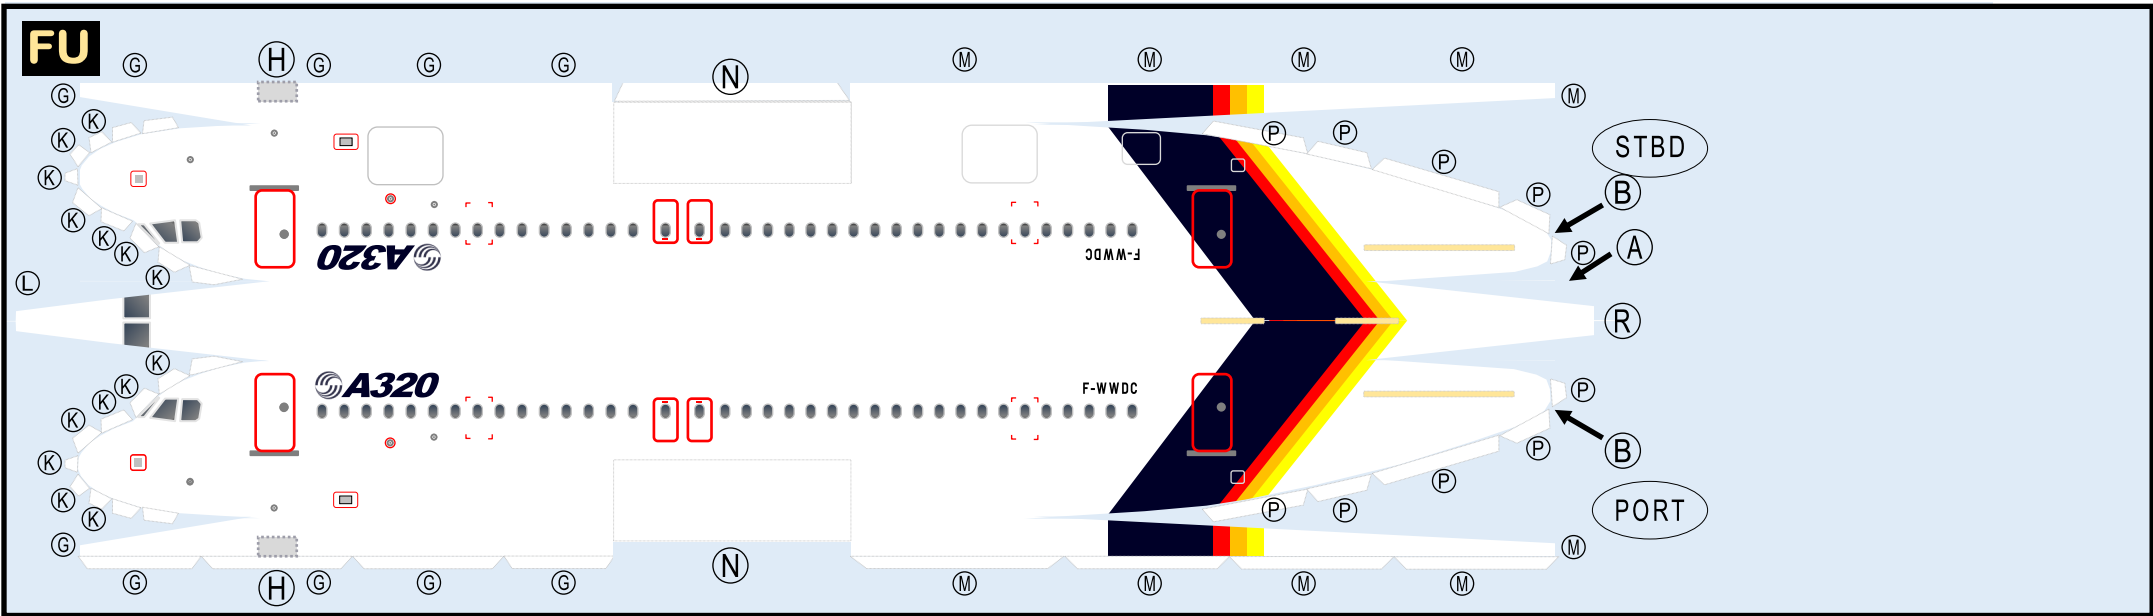 FU
G H G G G N M M M M
G K M
K P P
K P P STBD
K B
K K K P A
A320 F-WWDC
L
R
K
K K K A320 F-WWDC P
K B
K P P
K K P P P PORT
G M
G H G G G N M M M M